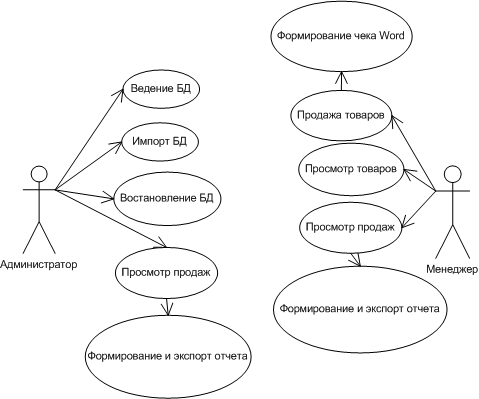 Формирование чека Word
Ведение БД
Продажа товаров
Импорт БД
Просмотр товаров
Востановление БД
Просмотр продаж
Администратор
Менеджер
Просмотр продаж
Формирование и экспорт отчета
Формирование и экспорт отчета